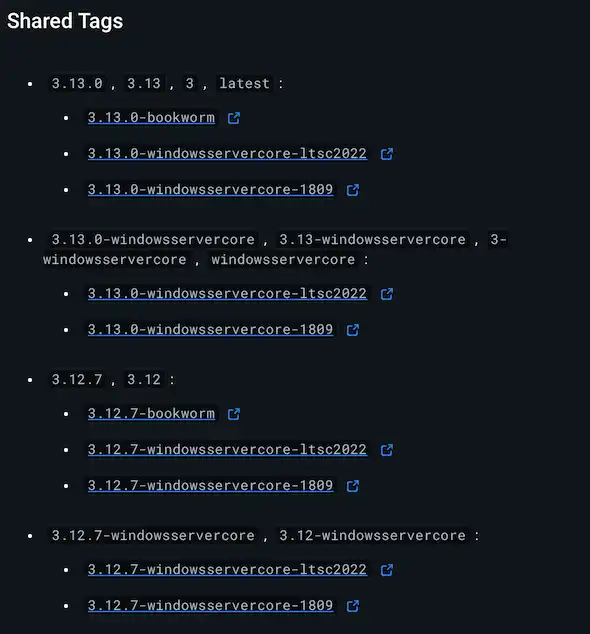 Shared Tags
• 3.13.0 , 3.13 , 3 , latest :
• 3.13.0-bookworm
• 3.13.0-windowsservercore-ltsc2022
• 3.13.0-windowsservercore-1809
• 3.13.0-windowsservercore , 3.13-windowsservercore , 3-
windowsservercore , windowsservercore :
• 3.13.0-windowsservercore-ltsc2022
• 3.13.0-windowsservercore-1809
• 3.12.7 , 3.12 :
• 3.12.7-bookworm
• 3.12.7-windowsservercore-ltsc2022
• 3.12.7-windowsservercore-1809
• 3.12.7-windowsservercore , 3.12-windowsservercore :
• 3.12.7-windowsservercore-ltsc2022
• 3.12.7-windowsservercore-1809